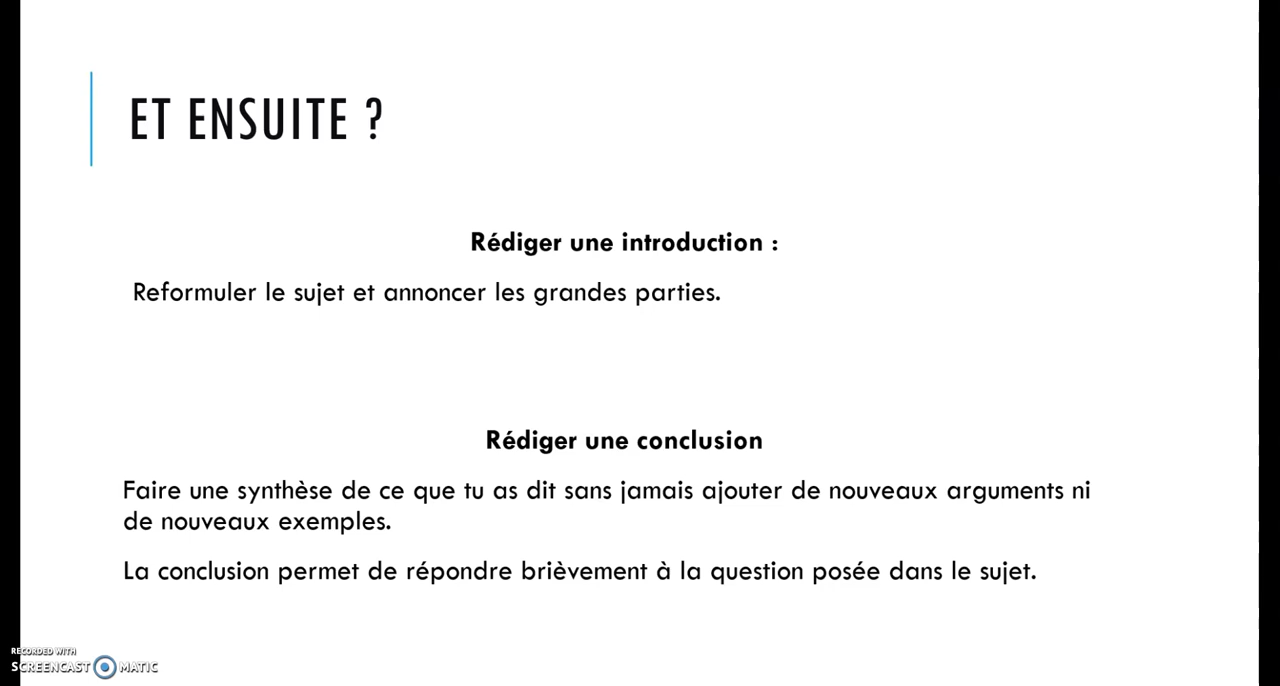 ET ENSUITE ?
Rédiger une introduction :
Reformuler le sujet et annoncer les grandes parties.
Rédiger une conclusion
Faire une synthèse de ce que tu as dit sans jamais ajouter de nouveaux arguments ni
de nouveaux exemples.
La conclusion permet de répondre brièvement à la question posée dans le sujet.
RECORDED WITH
SCREENCAST MATIC